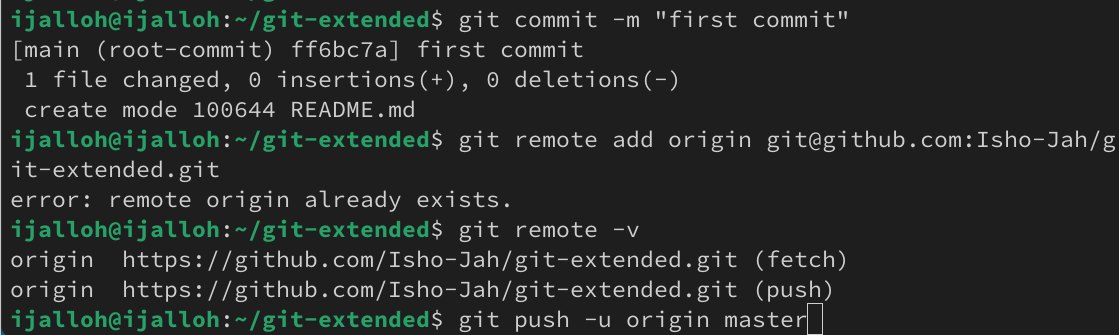 ijalloh@ijalloh:~/git-extended$ git commit -m "first commit"
[main (root-commit) ff6bc7a] first commit
 1 file changed, 0 insertions(+), 0 deletions(-)
 create mode 100644 README.md
ijalloh@ijalloh:~/git-extended$ git remote add origin git@github.com:Isho-Jah/g
it-extended.git
error: remote origin already exists.
ijalloh@ijalloh:~/git-extended$ git remote -v
origin  https://github.com/Isho-Jah/git-extended.git (fetch)
origin  https://github.com/Isho-Jah/git-extended.git (push)
ijalloh@ijalloh:~/git-extended$ git push -u origin master